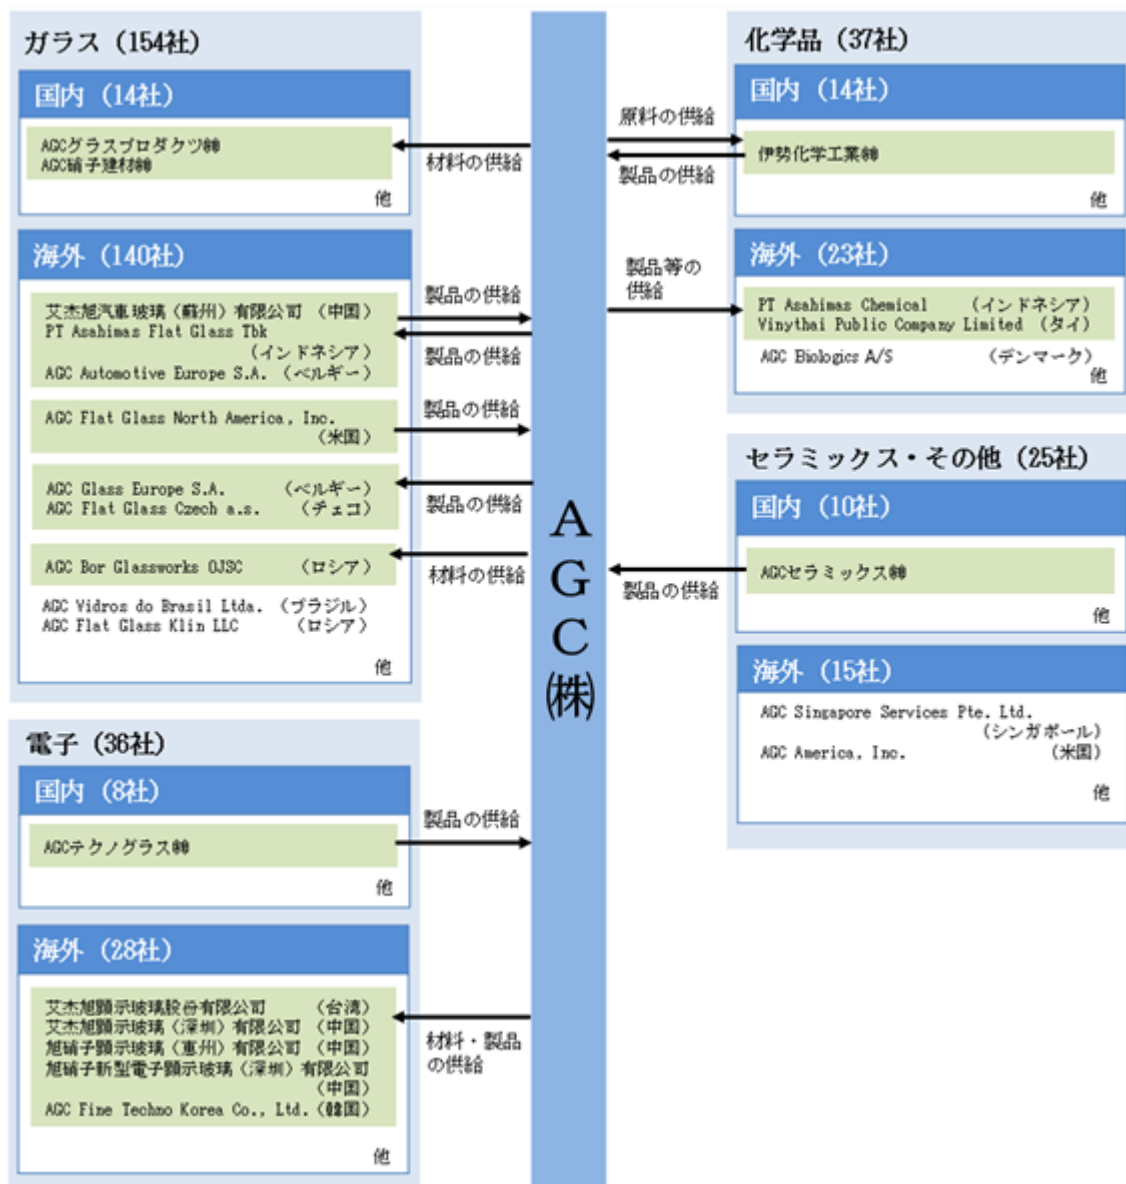 ガラス（154社）
国内（14社）
AGCグラスプロダクツ㈱
AGC硝子建材㈱
他
材料の供給
海外（140社）
艾杰旭汽車玻璃（蘇州）有限公司（中国）
PT Asahimas Flat Glass Tbk
（インドネシア）
AGC Automotive Europe S.A.（ベルギー）
製品の供給
製品の供給
AGC Flat Glass North America, Inc.
（米国）
製品の供給
AGC Glass Europe S.A.（ベルギー）
AGC Flat Glass Czech a.s.（チェコ）
製品の供給
AGC Bor Glassworks OJSC（ロシア）
材料の供給
AGC Vidros do Brasil Ltda.（ブラジル）
AGC Flat Glass Klin LLC（ロシア）
他
電子（36社）
国内（8社）
AGCテクノグラス㈱
他
製品の供給
海外（28社）
艾杰旭顕示玻璃股份有限公司（台湾）
艾杰旭顕示玻璃（深圳）有限公司（中国）
旭硝子顕示玻璃（恵州）有限公司（中国）
旭硝子新型電子顕示玻璃（深圳）有限公司
（中国）
AGC Fine Techno Korea Co., Ltd.（韓国）
他
材料・製品
の供給
AGC㈱
化学品（37社）
国内（14社）
原料の供給
製品の供給
伊勢化学工業㈱
他
海外（23社）
製品等の
供給
PT Asahimas Chemical（インドネシア）
Vinythai Public Company Limited（タイ）
AGC Biologics A/S（デンマーク）
他
セラミックス・その他（25社）
国内（10社）
AGCセラミックス㈱
製品の供給
他
海外（15社）
AGC Singapore Services Pte. Ltd.
（シンガポール）
AGC America, Inc.（米国）
他